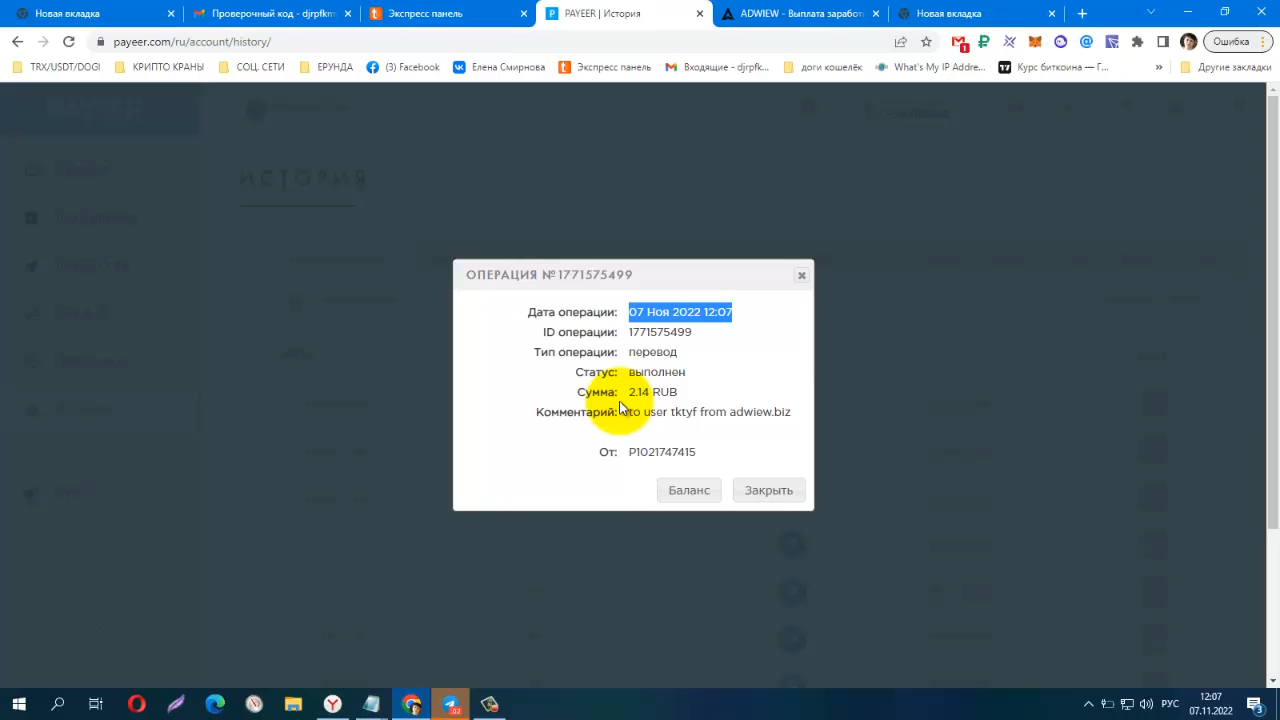 Новая вкладка
Проверочный код - djrpfkm
Экспресс панель
PAYEER | История
ADWIEW - Выплата заработ
Новая вкладка
payeer.com/ru/account/history/
1
Ошибка
TRX/USDT/DOGI
КРИПТО КРАНЫ
СОЦ. СЕТИ
ЕРУНДА
(3) Facebook
Елена Смирнова
Экспресс панель
Входящие - djrpfk...
доги кошелёк
What's My IP Addre...
Курс биткоина — Г...
»
Другие закладки
ИСТОРИЯ
ОПЕРАЦИЯ №1771575499
Дата операции: 07 Ноя 2022 12:07
ID операции: 1771575499
Тип операции: перевод
Статус: выполнен
Сумма: 2.14 RUB
Комментарий: to user tktyf from adwiew.biz
От: P1021747415
Баланс
Закрыть
РУС
12:07
07.11.2022
3